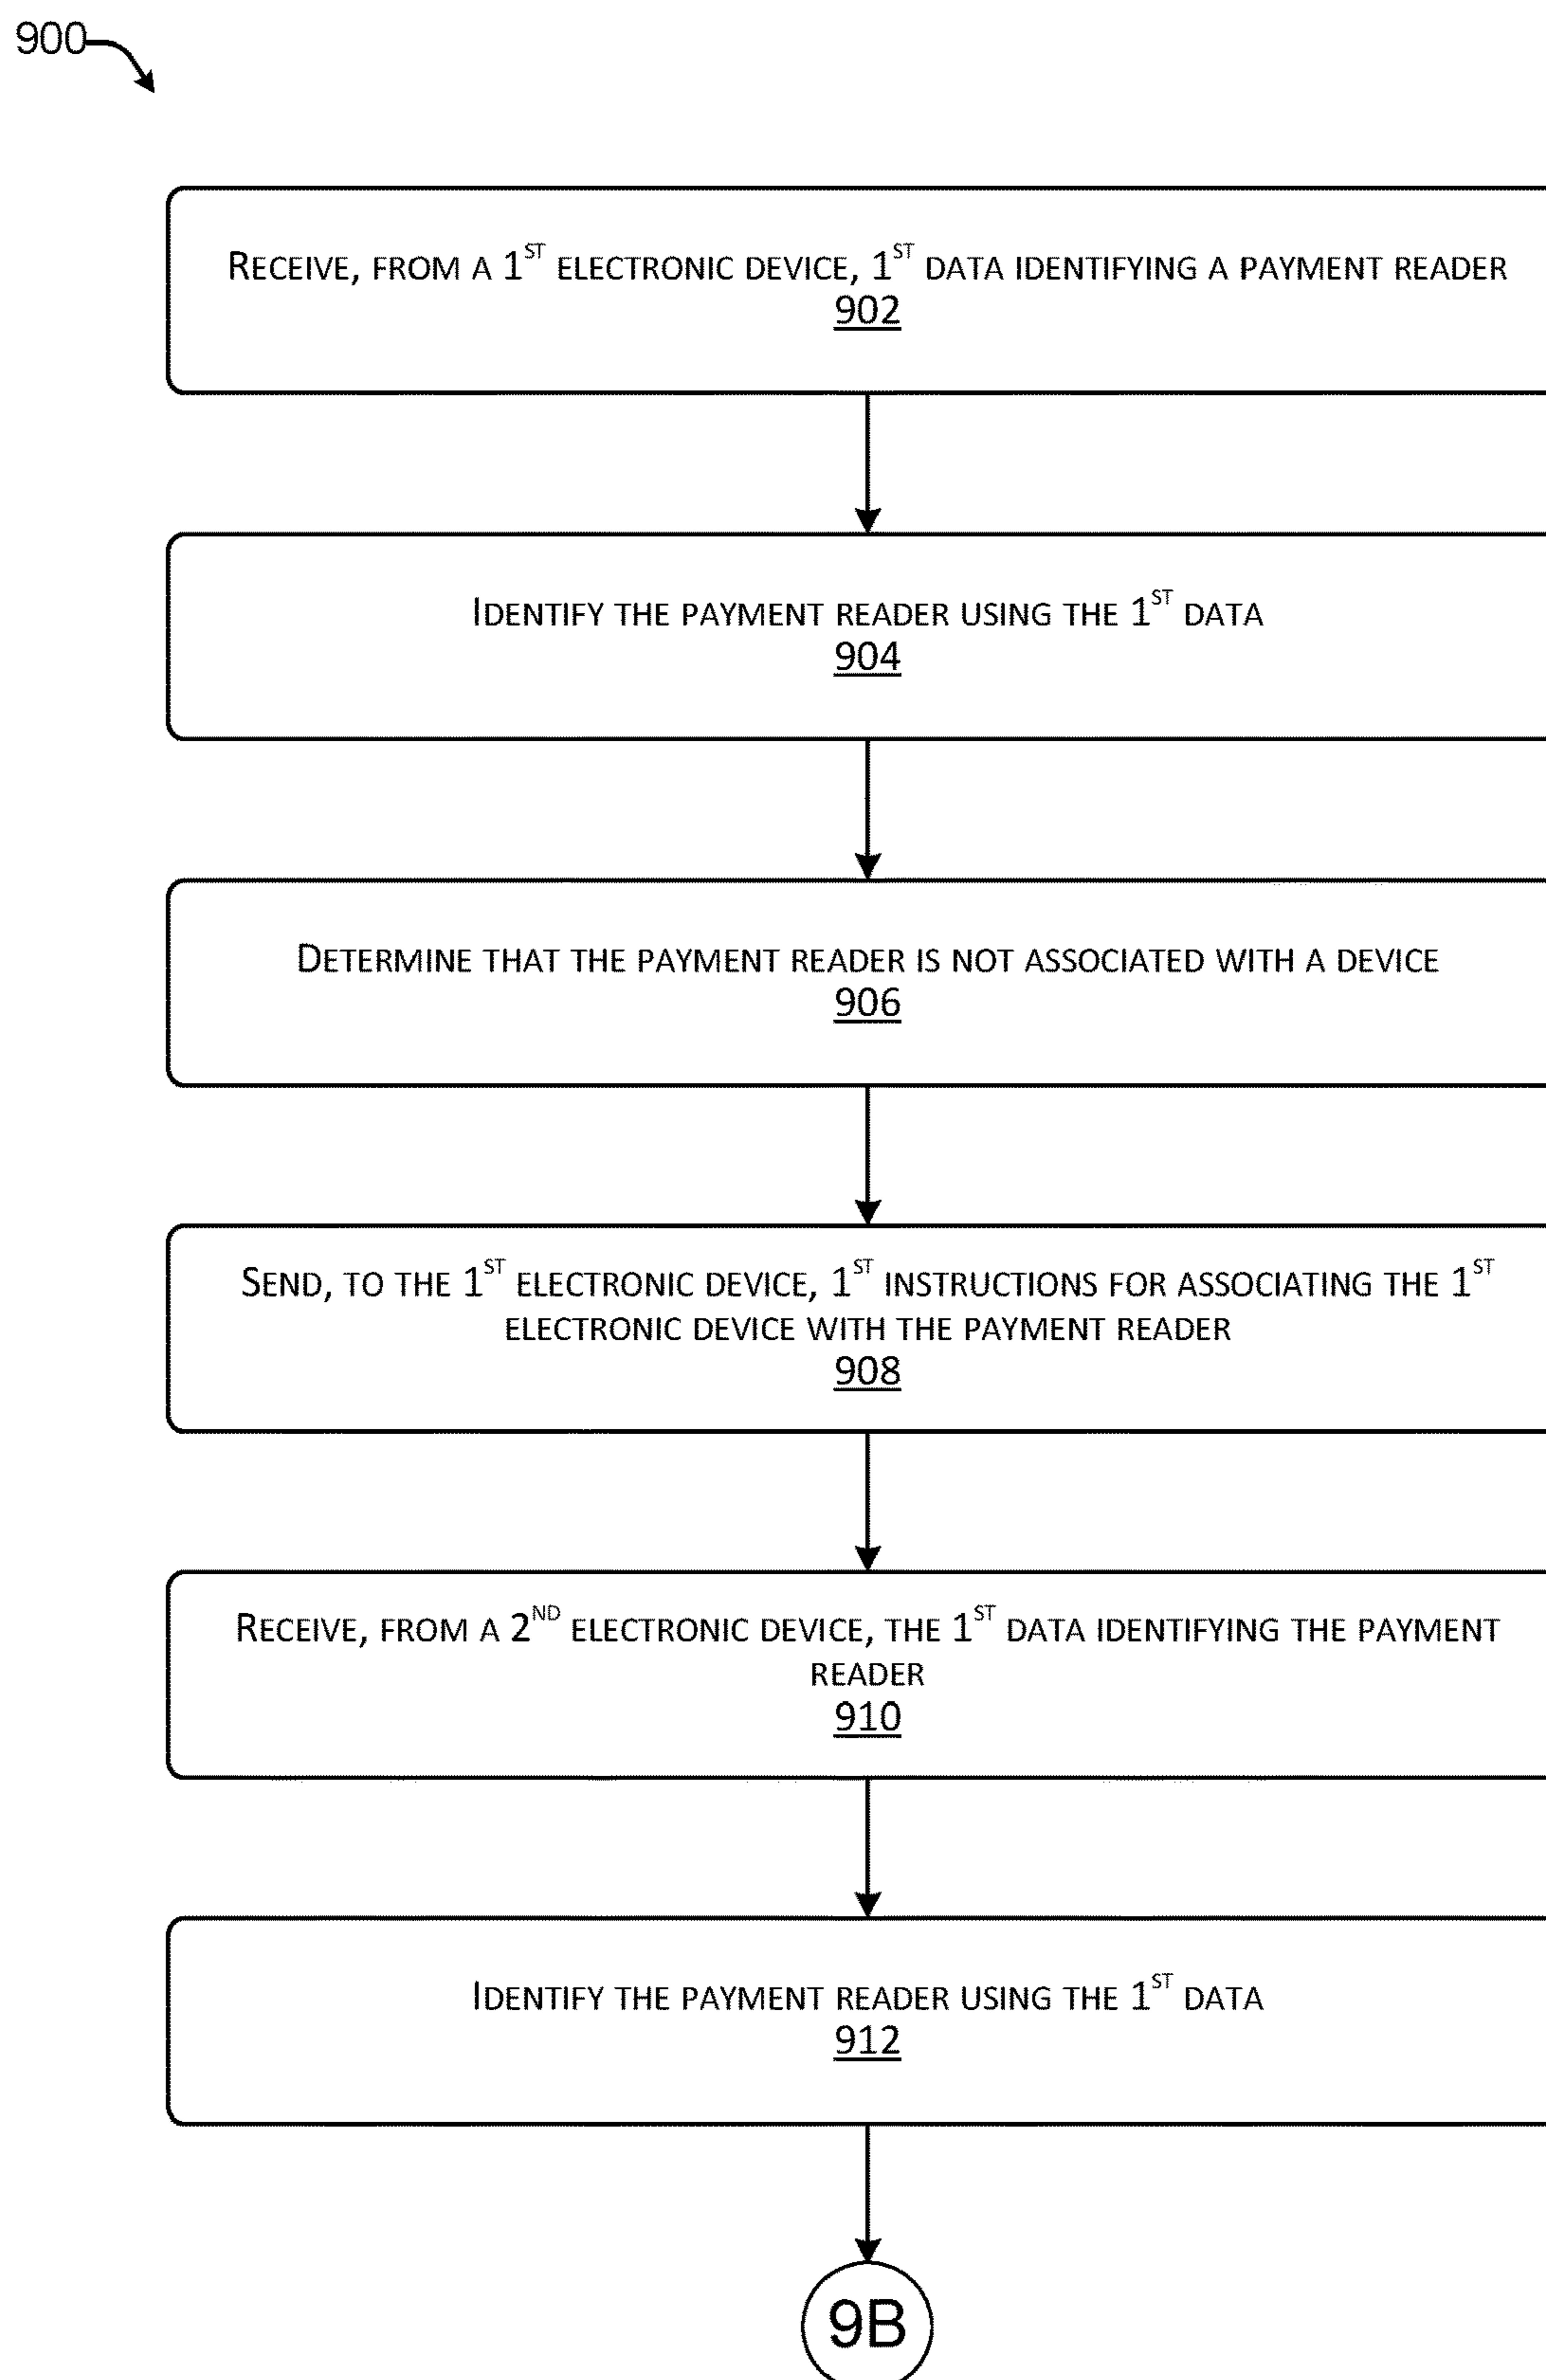 900
RECEIVE, FROM A 1ST ELECTRONIC DEVICE, 1ST DATA IDENTIFYING A PAYMENT READER
902
IDENTIFY THE PAYMENT READER USING THE 1ST DATA
904
DETERMINE THAT THE PAYMENT READER IS NOT ASSOCIATED WITH A DEVICE
906
SEND, TO THE 1ST ELECTRONIC DEVICE, 1ST INSTRUCTIONS FOR ASSOCIATING THE 1ST
ELECTRONIC DEVICE WITH THE PAYMENT READER
908
RECEIVE, FROM A 2ND ELECTRONIC DEVICE, THE 1ST DATA IDENTIFYING THE PAYMENT
READER
910
IDENTIFY THE PAYMENT READER USING THE 1ST DATA
912
9B